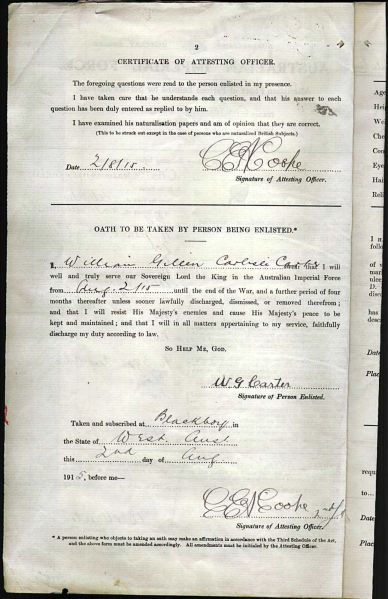 2
CERTIFICATE OF ATTESTING OFFICER.
The foregoing questions were read to the person enlisted in my presence.
I have taken care that he understands each question, and that his answer to each
question has been duly entered as replied to by him.
I have examined his naturalisation papers and am of opinion that they are correct.
(This to be struck out except in the case of persons who are naturalized British Subjects.)
Date 2/8/15.
Signature of Attesting Officer.
OATH TO BE TAKEN BY PERSON BEING ENLISTED.*
I, William Carlisle Carter swear that I will
well and truly serve our Sovereign Lord the King in the Australian Imperial Force
from Aug. 2/15 until the end of the War, and a further period of four
months thereafter unless sooner lawfully discharged, dismissed, or removed therefrom;
and that I will resist His Majesty's enemies and cause His Majesty's peace to be
kept and maintained; and that I will in all matters appertaining to my service, faithfully
discharge my duty according to law.
SO HELP ME, GOD.
W G Carter
Signature of Person Enlisted.
Taken and subscribed at Blackboy in
the State of West Aust
this 2nd day of Aug
1915, before me—
Signature of Attesting Officer.
* A person enlisting who objects to taking an oath may make an affirmation in accordance with the Third Schedule of the Act,
and the above form must be amended accordingly. All amendments must be initialed by the Attesting Officer.